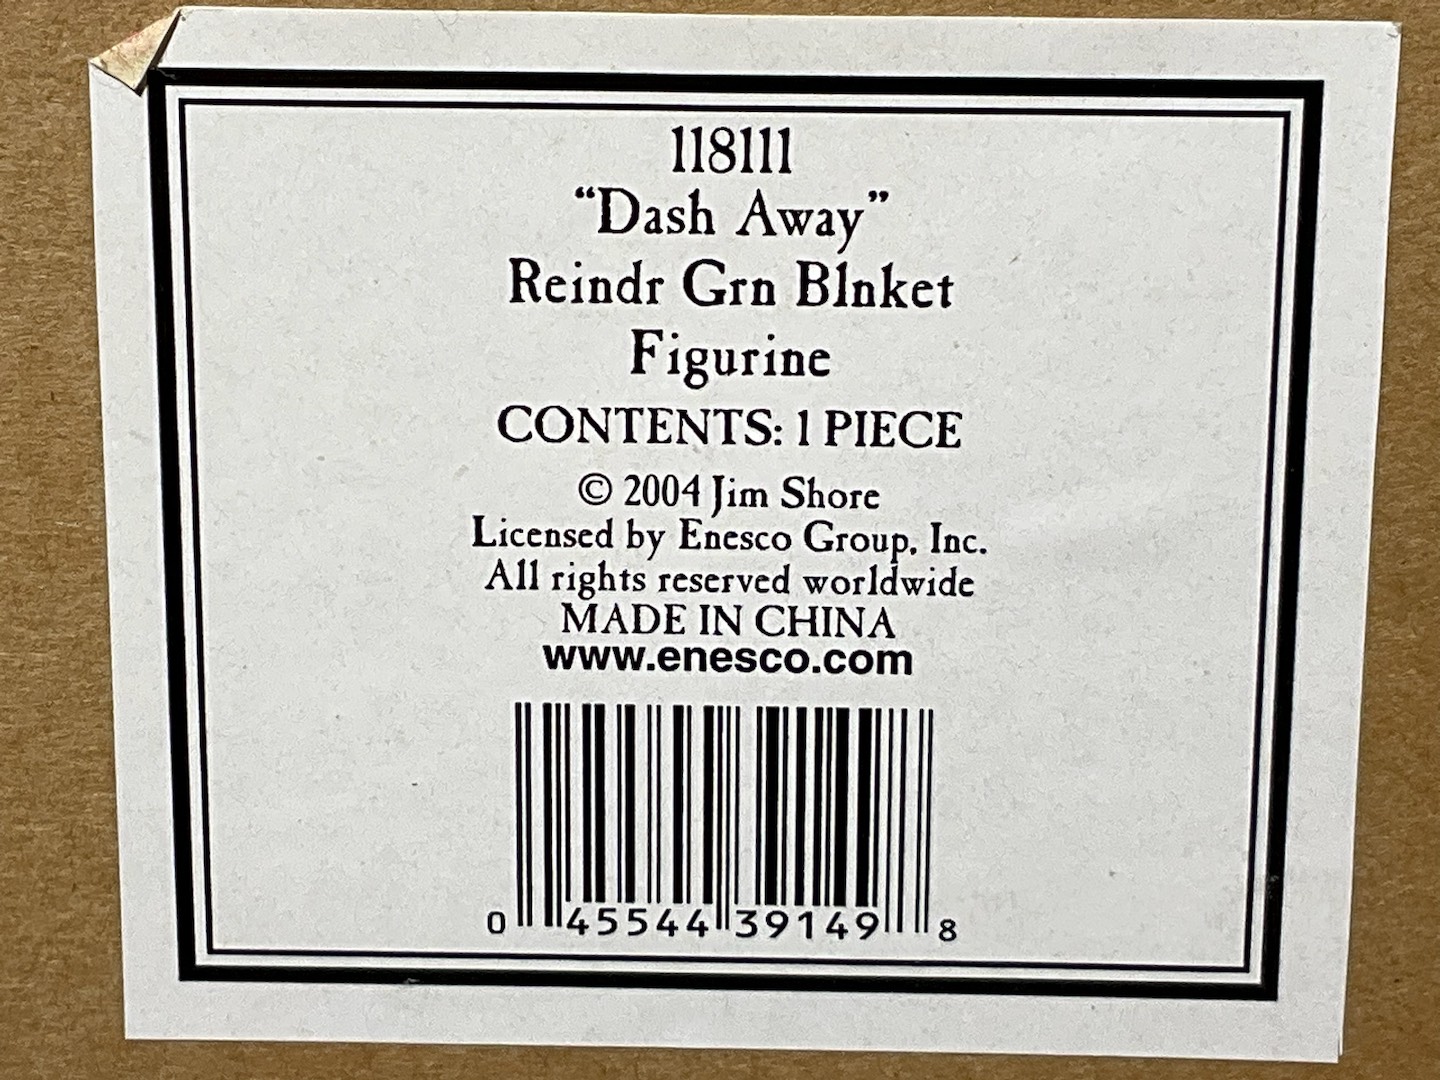 118111
“Dash Away”
Reindr Grn Blnket
Figurine
CONTENTS: 1 PIECE
© 2004 Jim Shore
Licensed by Enesco Group, Inc.
All rights reserved worldwide
MADE IN CHINA
www.enesco.com
0 45544 39149 8